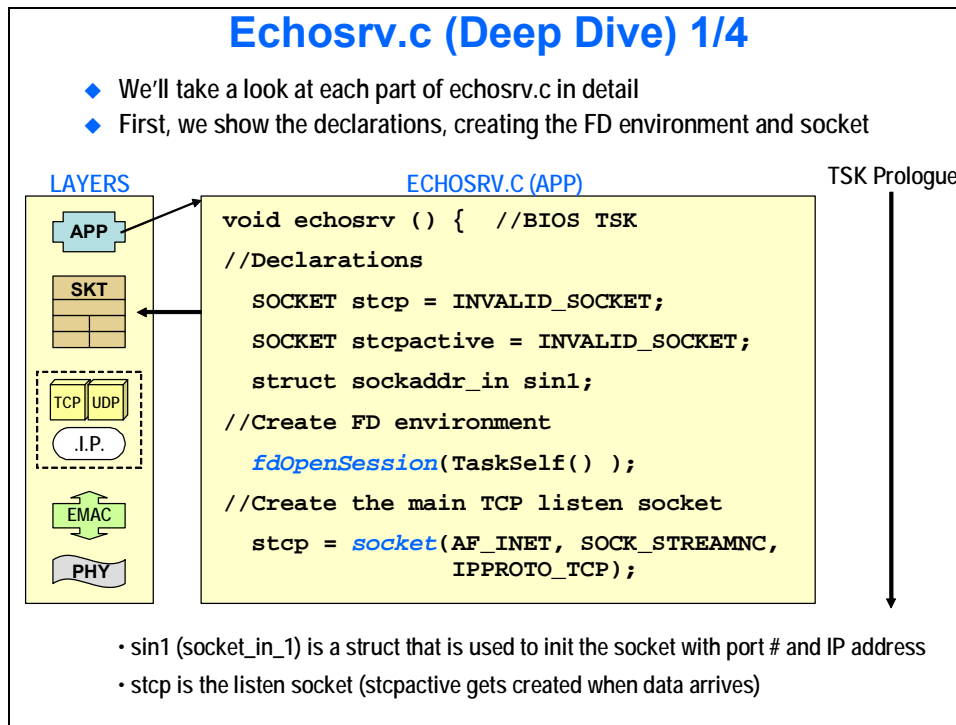 Echosrv.c (Deep Dive) 1/4
◆ We'll take a look at each part of echosrv.c in detail
◆ First, we show the declarations, creating the FD environment and socket
LAYERS
APP
SKT
TCP UDP
.I.P.
EMAC
PHY
ECHOSRV.C (APP)
void echosrv () { //BIOS TSK
//Declarations
SOCKET stcp = INVALID_SOCKET;
SOCKET stcpactive = INVALID_SOCKET;
struct sockaddr_in sin1;
//Create FD environment
fdOpenSession(TaskSelf() );
//Create the main TCP listen socket
stcp = socket(AF_INET, SOCK_STREAMNC,
IPPROTO_TCP);
TSK Prologue
• sin1 (socket_in_1) is a struct that is used to init the socket with port # and IP address
• stcp is the listen socket (stcpactive gets created when data arrives)